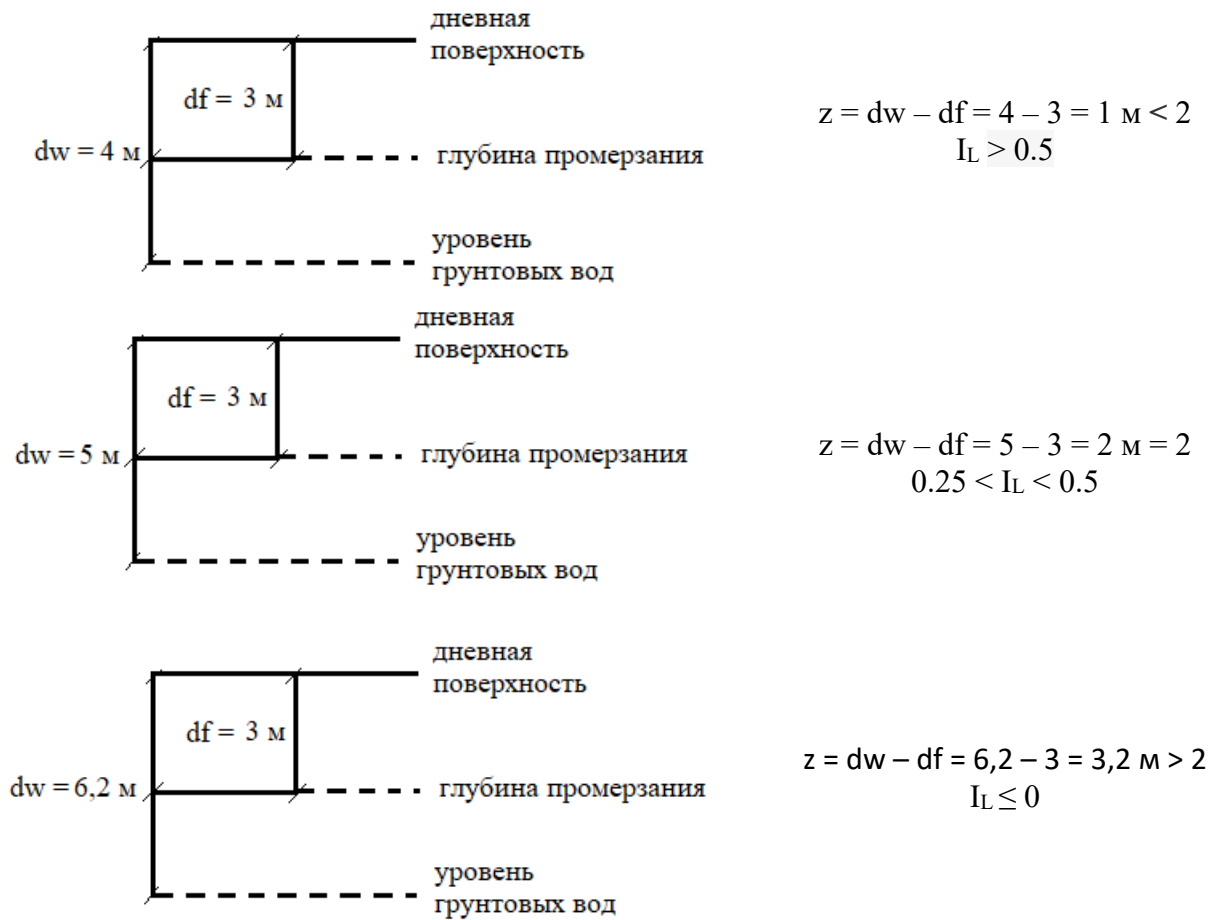 дневная
поверхность
df = 3 м
dw = 4 м
глубина промерзания
уровень
грунтовых вод
z = dw – df = 4 – 3 = 1 м < 2
I_L > 0.5
дневная
поверхность
df = 3 м
dw = 5 м
глубина промерзания
уровень
грунтовых вод
z = dw – df = 5 – 3 = 2 м = 2
0.25 < I_L < 0.5
дневная
поверхность
df = 3 м
dw = 6,2 м
глубина промерзания
уровень
грунтовых вод
z = dw – df = 6,2 – 3 = 3,2 м > 2
I_L ≤ 0